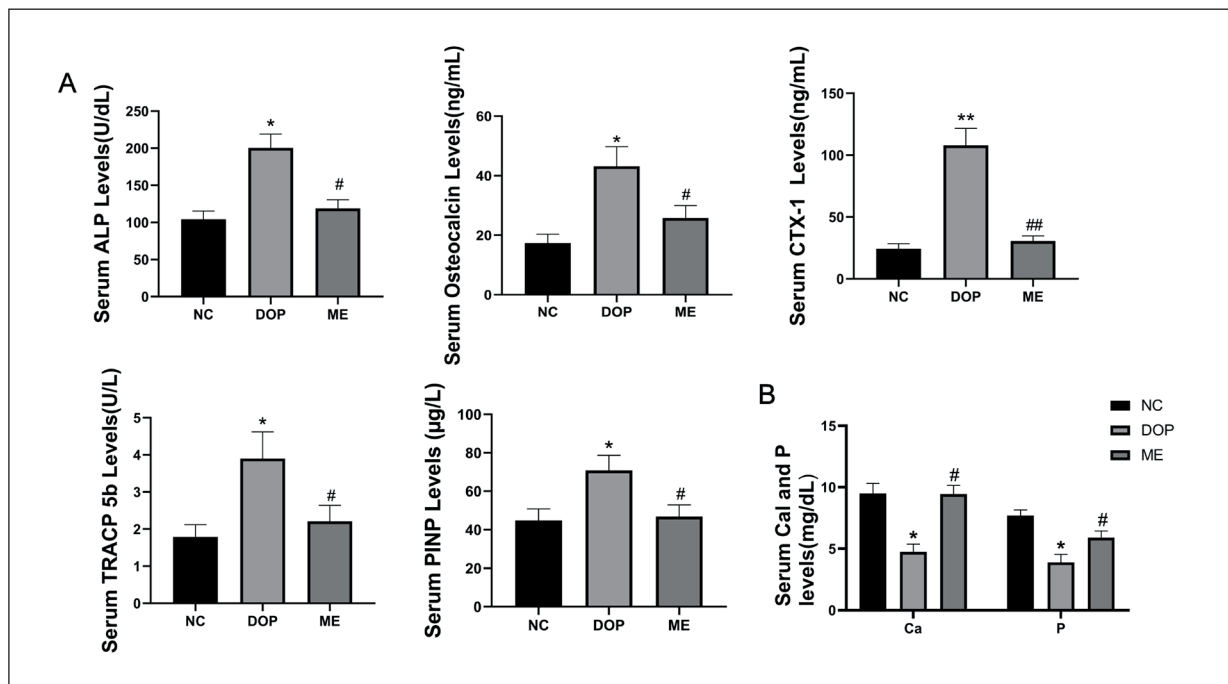 A
Serum ALP Levels(U/dL)
250
200
150
100
50
0
*
#
NC DOP ME
Serum Osteocalcin Levels(ng/mL)
60
40
20
0
*
#
NC DOP ME
Serum CTX-1 Levels(ng/mL)
150
100
50
0
**
##
NC DOP ME
Serum TRACP 5b Levels(U/L)
5
4
3
2
1
0
*
#
NC DOP ME
Serum PINP Levels (µg/L)
100
80
60
40
20
0
*
#
NC DOP ME
B
NC
DOP
ME
Serum Cal and P
levels(mg/dL)
15
10
5
0
*
#
*
#
Ca P